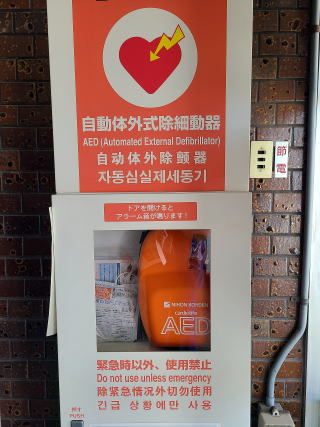 自動体外式除細動器
AED (Automated External Defibrillator)
自动体外除颤器
자동심실제세동기
節電
ドアを開けると
アラーム音が鳴ります！
NIHON KOHDEN
cardiolife
AED
緊急時以外、使用禁止
Do not use unless emergency
除紧急情况外切勿使用
긴급 상황에만 사용
押す
PUSH